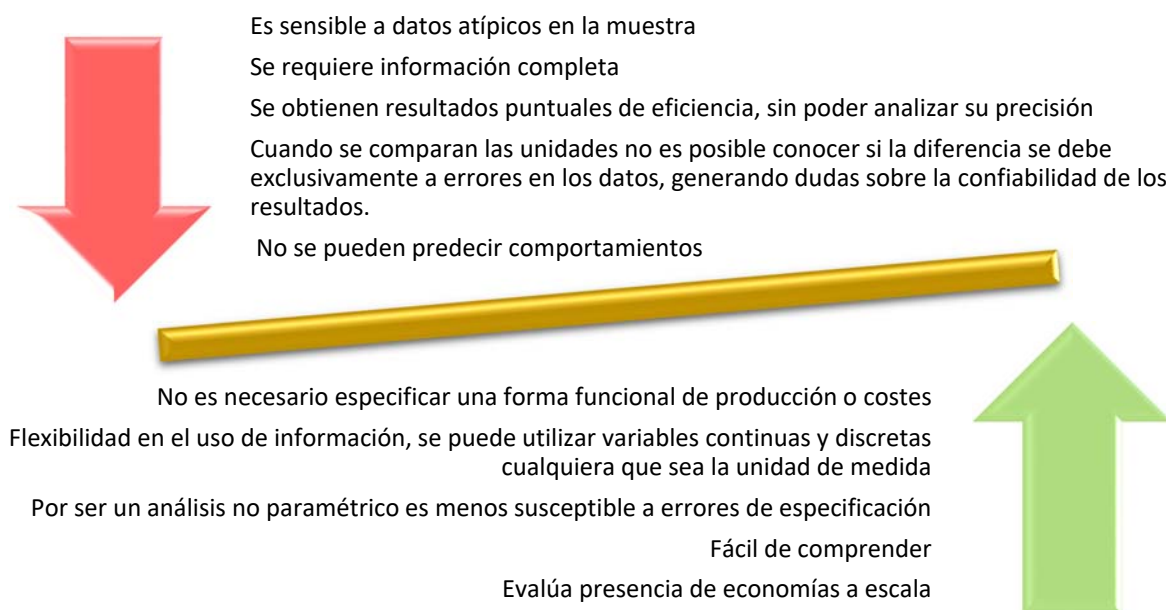 Es sensible a datos atípicos en la muestra
Se requiere información completa
Se obtienen resultados puntuales de eficiencia, sin poder analizar su precisión
Cuando se comparan las unidades no es posible conocer si la diferencia se debe
exclusivamente a errores en los datos, generando dudas sobre la confiabilidad de los
resultados.
No se pueden predecir comportamientos
No es necesario especificar una forma funcional de producción o costes
Flexibilidad en el uso de información, se puede utilizar variables continuas y discretas
cualquiera que sea la unidad de medida
Por ser un análisis no paramétrico es menos susceptible a errores de especificación
Fácil de comprender
Evalúa presencia de economías a escala